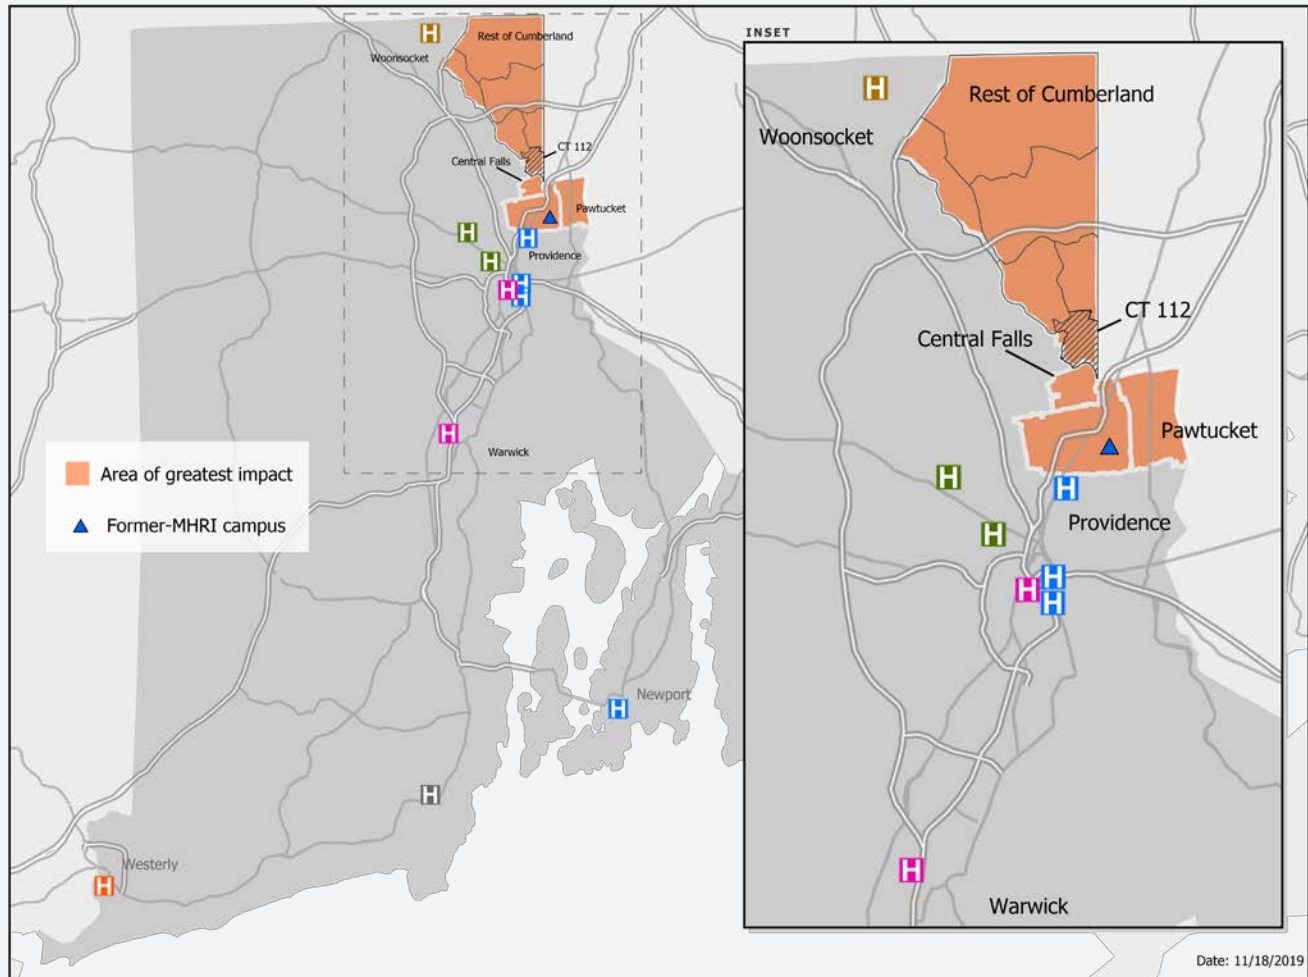 H
Rest of Cumberland
Woonsocket
CT 112
Central Falls
Pawtucket
H
H
Providence
H
H
H
H
H
Warwick
Area of greatest impact
Former-MHRI campus
Newport
H
H
Westerly
H
INSET
H
Rest of Cumberland
Woonsocket
CT 112
Central Falls
Pawtucket
H
H
Providence
H
H
H
H
H
Warwick
Date: 11/18/2019